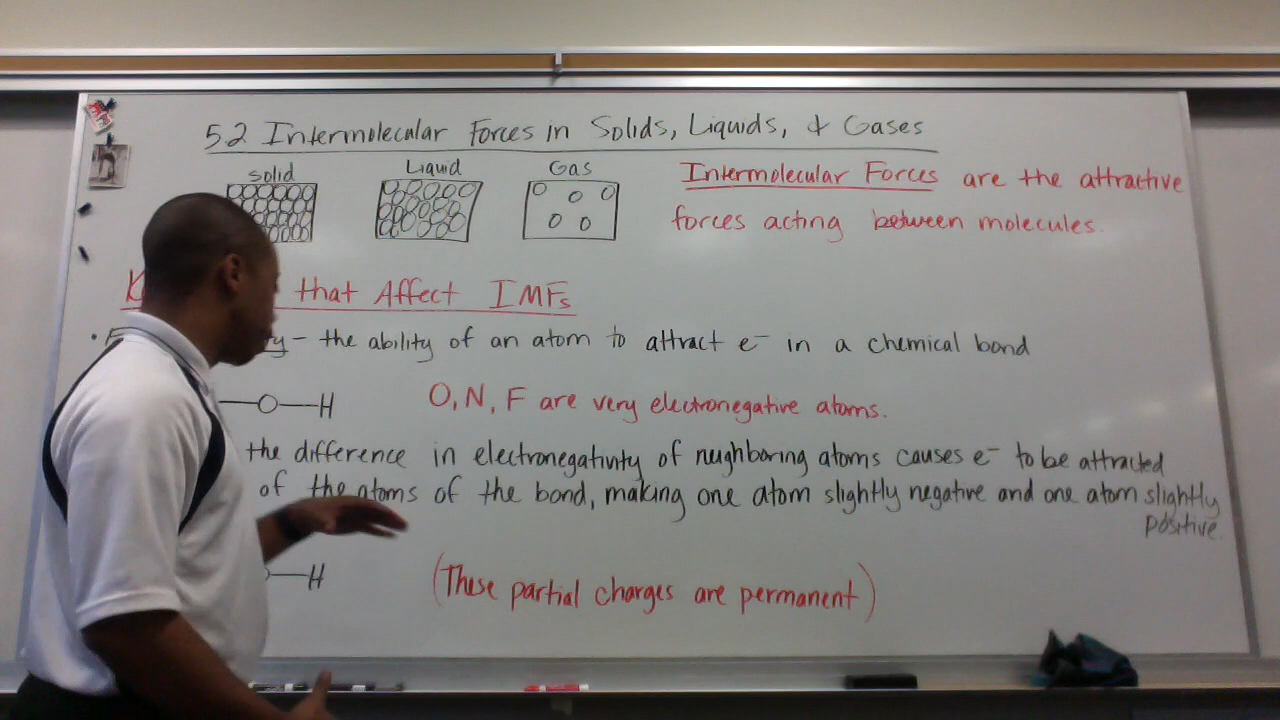 5.2 Intermolecular Forces in Solids, Liquids, & Gases
Solid Liquid Gas
Intermolecular Forces are the attractive
forces acting between molecules.
that Affect IMFs
- the ability of an atom to attract e⁻ in a chemical bond
—O—H
O, N, F are very electronegative atoms.
the difference in electronegativity of neighboring atoms causes e⁻ to be attracted
of the atoms of the bond, making one atom slightly negative and one atom slightly
positive.
—H
(These partial charges are permanent)